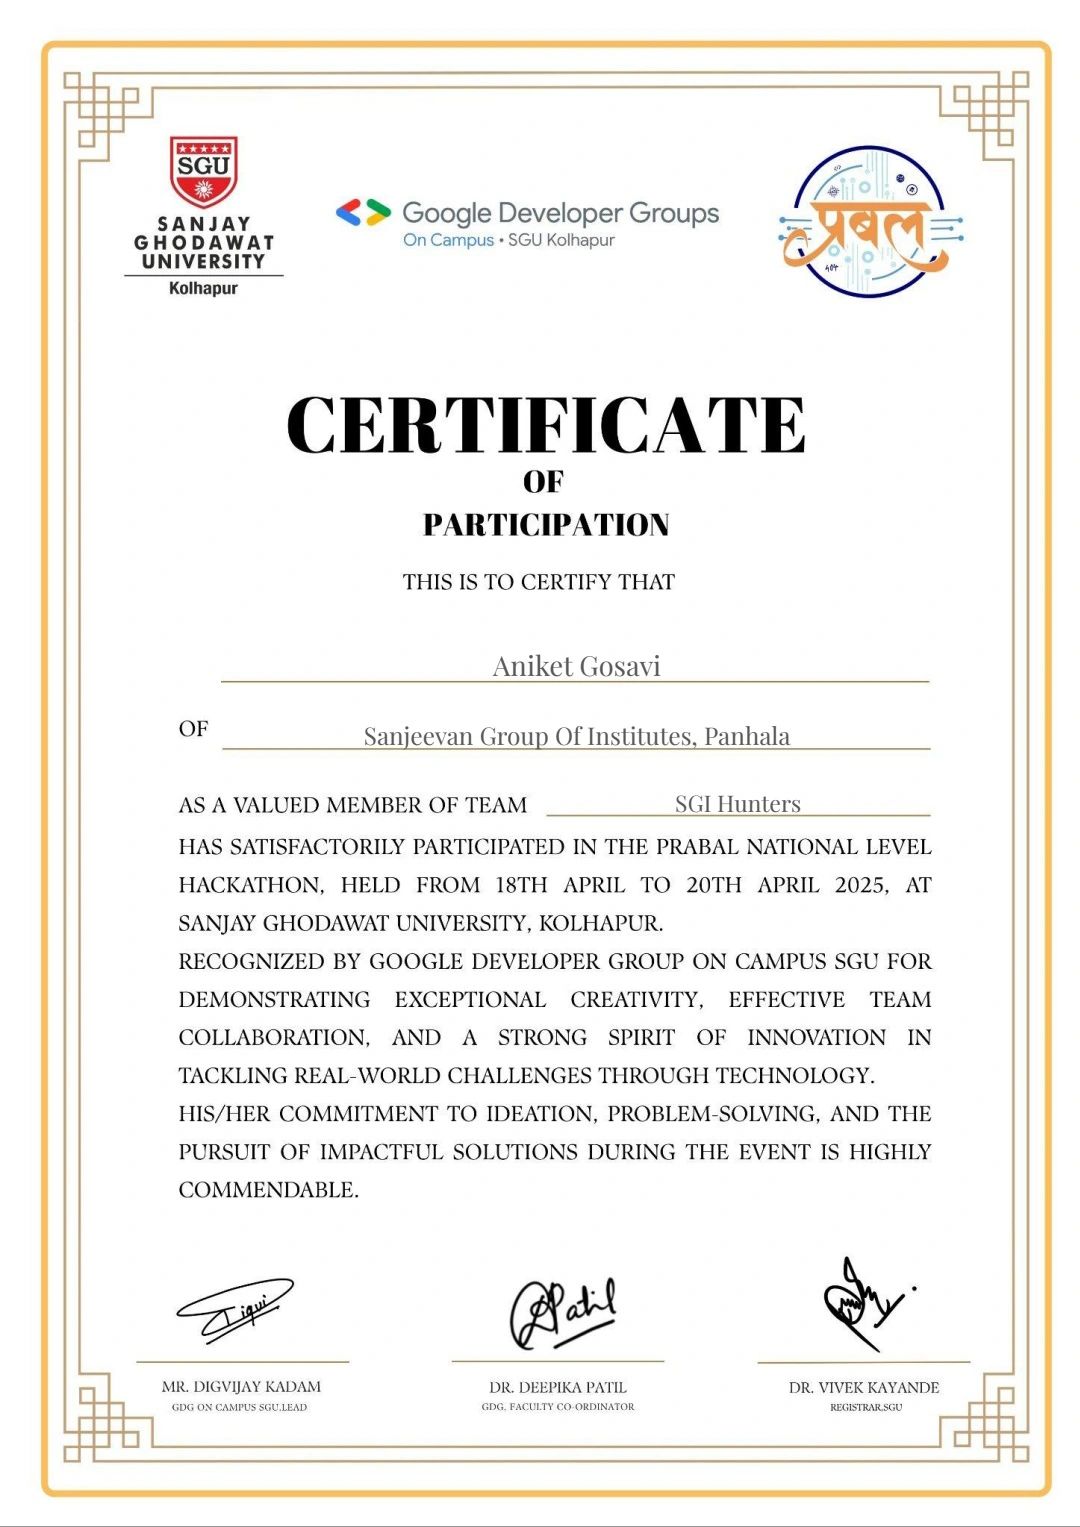 SGU
SANJAY
GHODAWAT
UNIVERSITY
Kolhapur
Google Developer Groups
On Campus • SGU Kolhapur
प्रबल
404
CERTIFICATE
OF
PARTICIPATION
THIS IS TO CERTIFY THAT
Aniket Gosavi
OF Sanjeevan Group Of Institutes, Panhala
AS A VALUED MEMBER OF TEAM SGI Hunters
HAS SATISFACTORILY PARTICIPATED IN THE PRABAL NATIONAL LEVEL
HACKATHON, HELD FROM 18TH APRIL TO 20TH APRIL 2025, AT
SANJAY GHODAWAT UNIVERSITY, KOLHAPUR.
RECOGNIZED BY GOOGLE DEVELOPER GROUP ON CAMPUS SGU FOR
DEMONSTRATING EXCEPTIONAL CREATIVITY, EFFECTIVE TEAM
COLLABORATION, AND A STRONG SPIRIT OF INNOVATION IN
TACKLING REAL-WORLD CHALLENGES THROUGH TECHNOLOGY.
HIS/HER COMMITMENT TO IDEATION, PROBLEM-SOLVING, AND THE
PURSUIT OF IMPACTFUL SOLUTIONS DURING THE EVENT IS HIGHLY
COMMENDABLE.
Patil
MR. DIGVIJAY KADAM
GDG ON CAMPUS SGU.LEAD
DR. DEEPIKA PATIL
GDG, FACULTY CO-ORDINATOR
DR. VIVEK KAYANDE
REGISTRAR,SGU